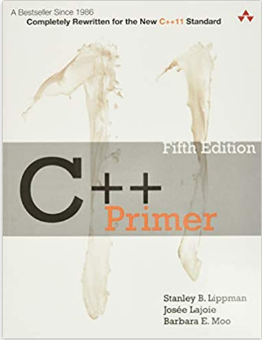 A Bestseller Since 1986
Completely Rewritten for the New C++11 Standard
Fifth Edition
C++
Primer
Stanley B. Lippman
Josée Lajoie
Barbara E. Moo